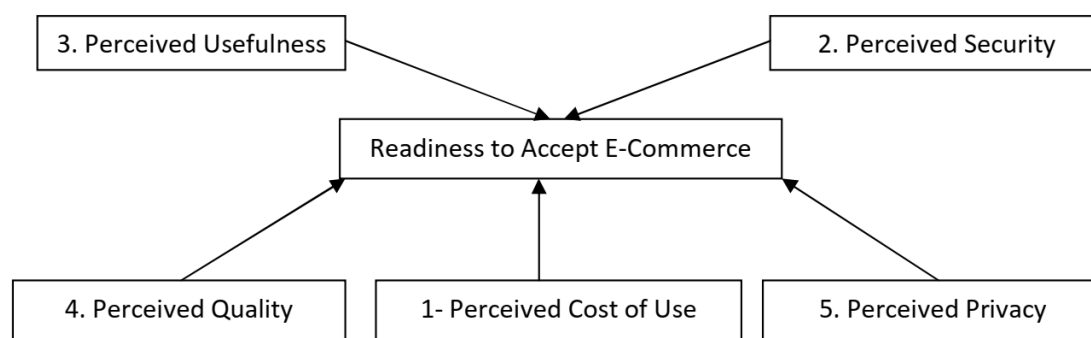 3. Perceived Usefulness
2. Perceived Security
Readiness to Accept E-Commerce
4. Perceived Quality
1- Perceived Cost of Use
5. Perceived Privacy